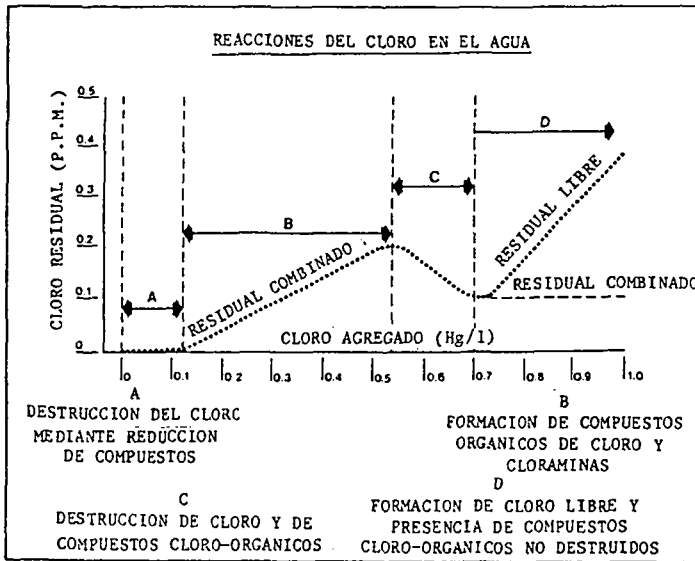 REACCIONES DEL CLORO EN EL AGUA
CLORO RESIDUAL (P.P.M.)
0.5
0.4
0.3
0.2
0.1
0
A
B
C
D
RESIDUAL COMBINADO
RESIDUAL LIBRE
RESIDUAL COMBINADO
CLORO AGREGADO (Hg/l)
0 0.1 0.2 0.3 0.4 0.5 0.6 0.7 0.8 0.9 1.0
A
DESTRUCCION DEL CLORO
MEDIANTE REDUCCION
DE COMPUESTOS
B
FORMACION DE COMPUESTOS
ORGANICOS DE CLORO Y
CLORAMINAS
C
DESTRUCCION DE CLORO Y DE
COMPUESTOS CLORO-ORGANICOS
D
FORMACION DE CLORO LIBRE Y
PRESENCIA DE COMPUESTOS
CLORO-ORGANICOS NO DESTRUIDOS